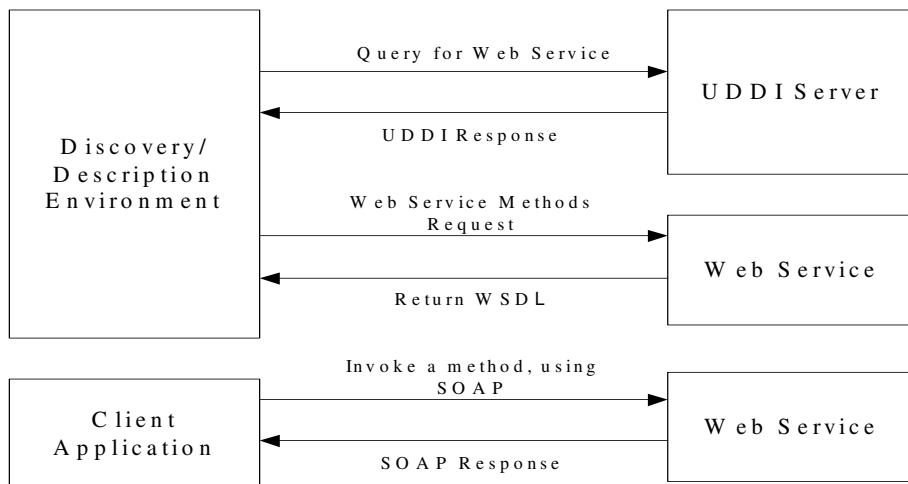 Query for Web Service
UDDI Server
UDDI Response
Discovery/
Description
Environment
Web Service Methods
Request
Web Service
Return WSDL
Invoke a method, using
SOAP
Client
Application
Web Service
SOAP Response